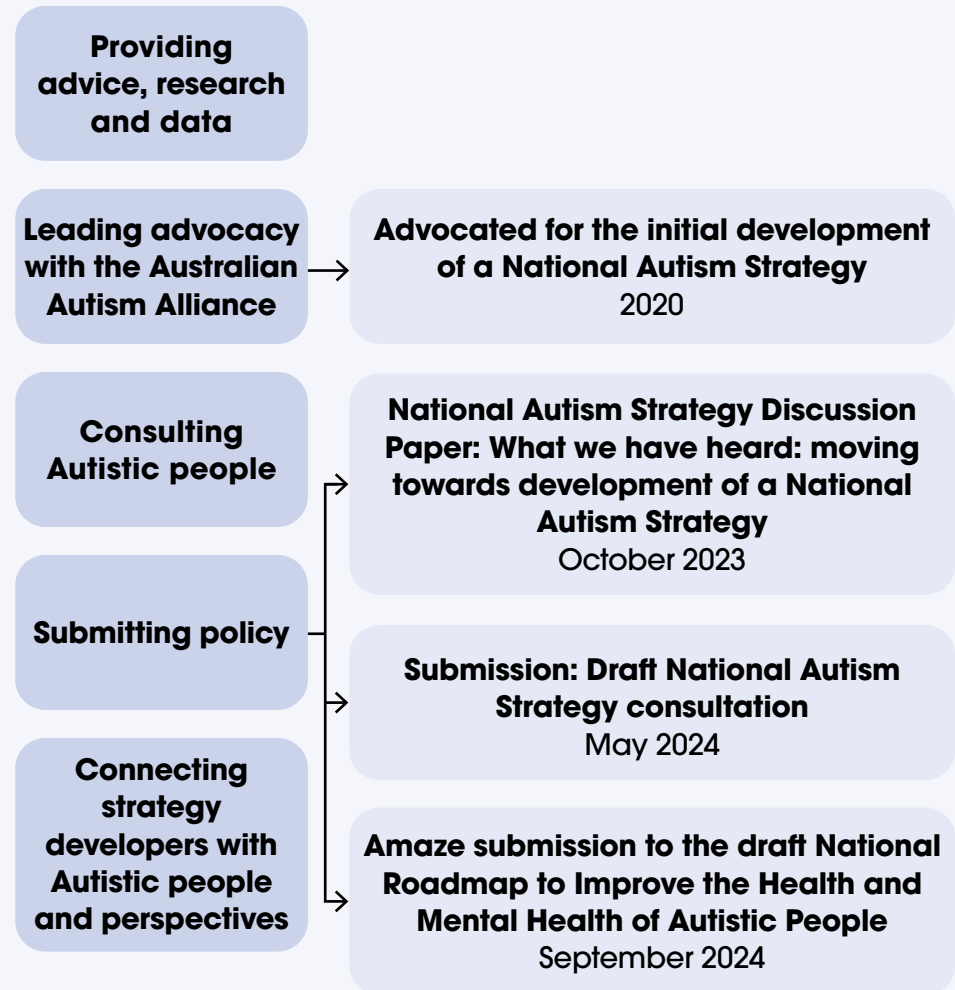 Providing
advice, research
and data
Leading advocacy
with the Australian
Autism Alliance
Advocated for the initial development
of a National Autism Strategy
2020
Consulting
Autistic people
National Autism Strategy Discussion
Paper: What we have heard: moving
towards development of a National
Autism Strategy
October 2023
Submitting policy
Submission: Draft National Autism
Strategy consultation
May 2024
Connecting
strategy
developers with
Autistic people
and perspectives
Amaze submission to the draft National
Roadmap to Improve the Health and
Mental Health of Autistic People
September 2024